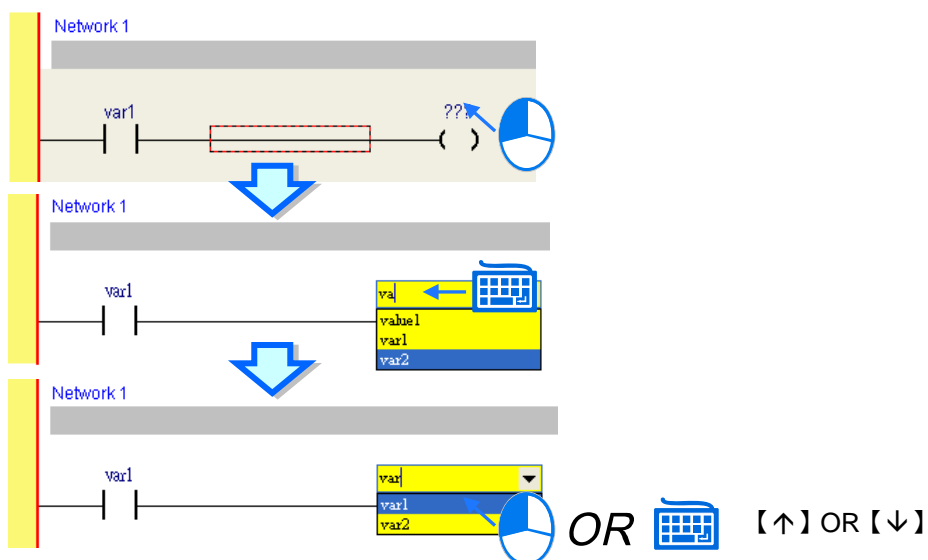 Network 1
var1 ???
Network 1
var1 va
value1
var1
var2
Network 1
var1 var
var1
var2
OR 【↑】OR【↓】